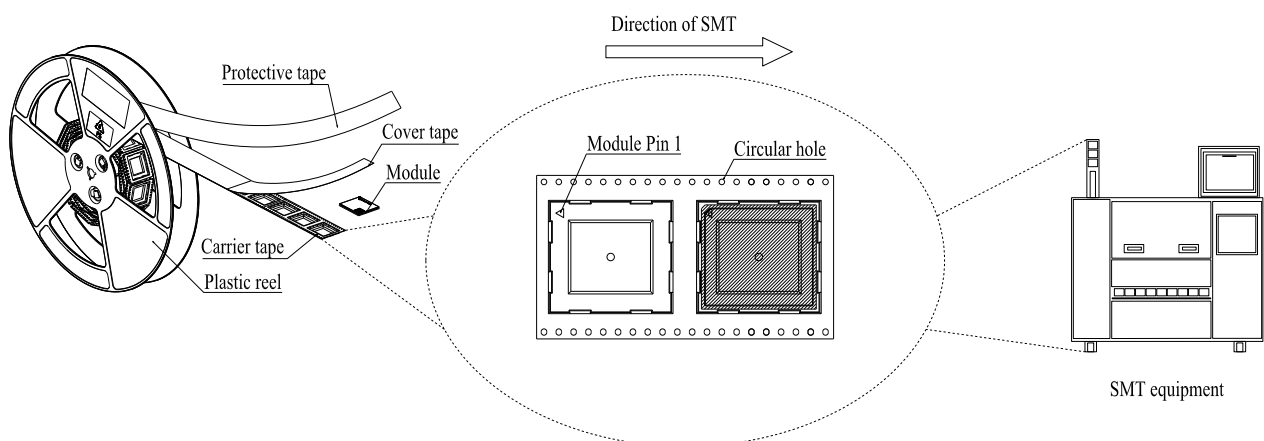 Direction of SMT
Protective tape
Cover tape
Module
Module Pin 1
Circular hole
Carrier tape
Plastic reel
SMT equipment